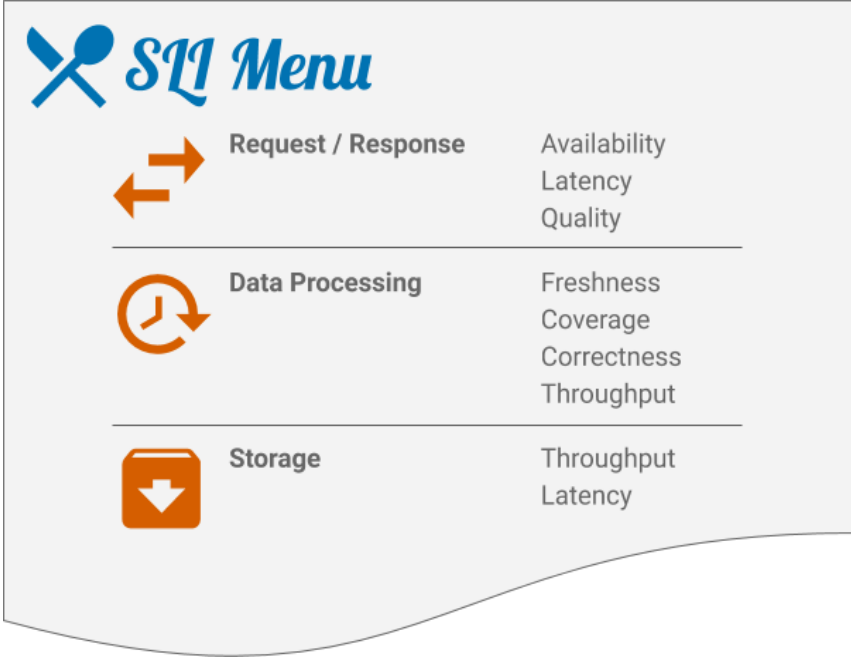 SLI Menu
Request / Response
Availability
Latency
Quality
Data Processing
Freshness
Coverage
Correctness
Throughput
Storage
Throughput
Latency